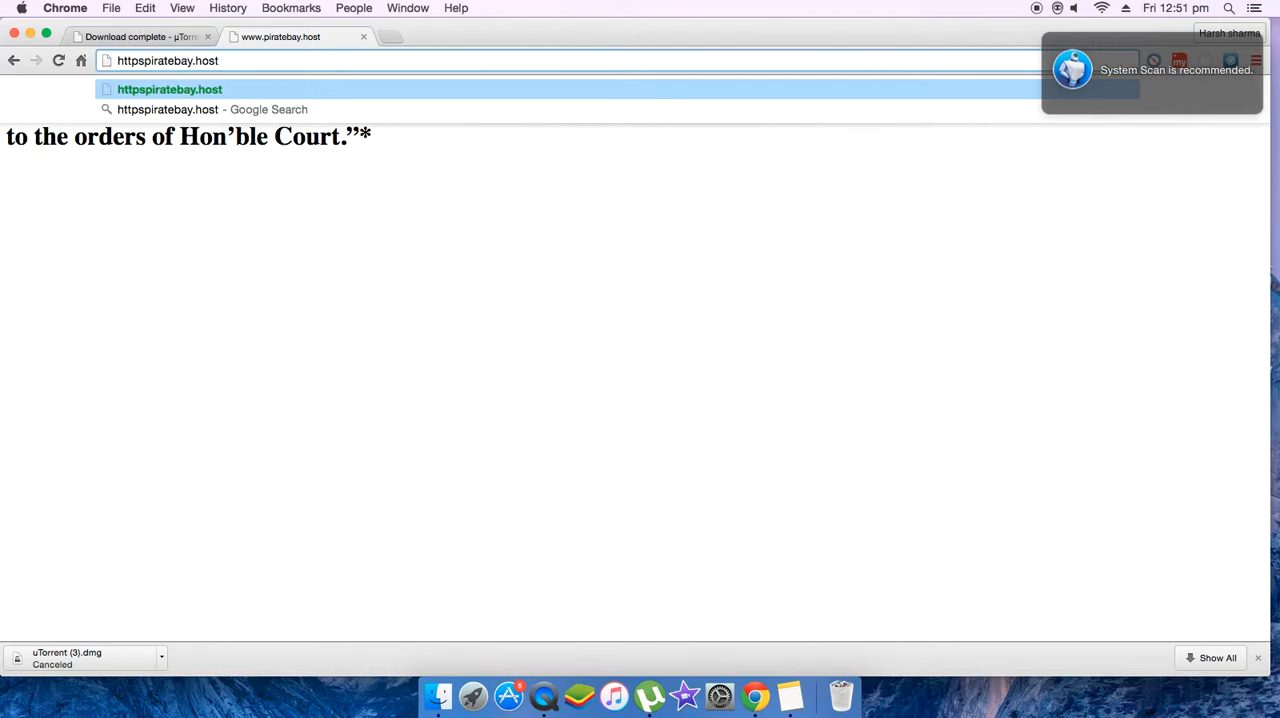 Chrome File Edit View History Bookmarks People Window Help Fri 12:51 pm
Download complete - µTorre
www.piratebay.host
Harsh sharma
httpspiratebay.host
System Scan is recommended.
httpspiratebay.host
httpspiratebay.host - Google Search
to the orders of Hon’ble Court.”*
uTorrent (3).dmg
Canceled
Show All
5